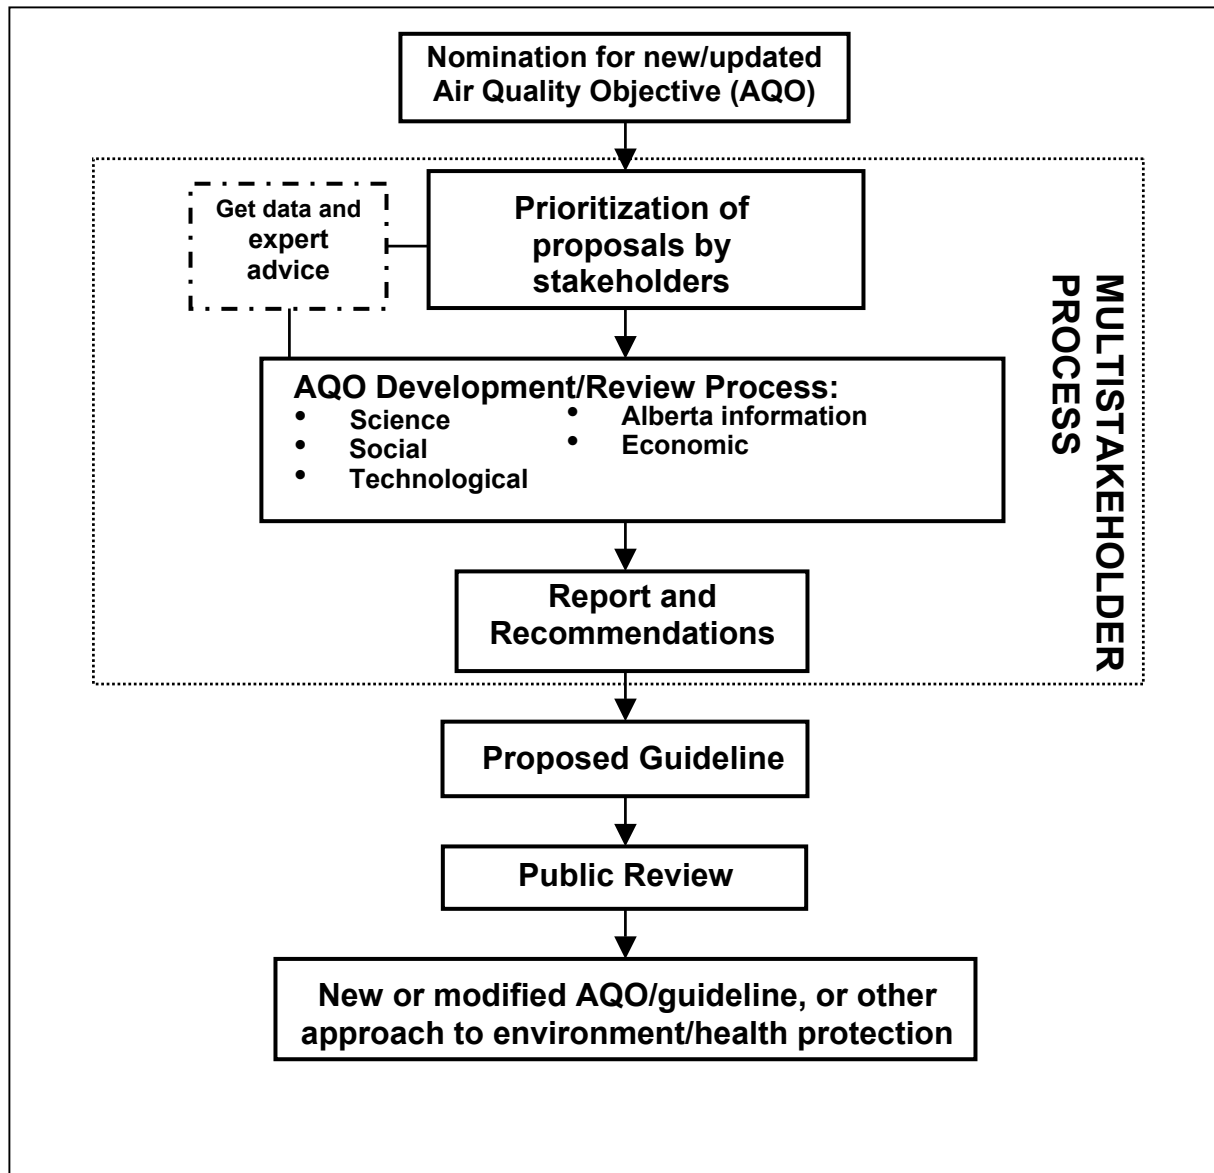 Nomination for new/updated
Air Quality Objective (AQO)
Prioritization of
proposals by
stakeholders
Get data and
expert
advice
AQO Development/Review Process:
• Science
• Social
• Technological
• Alberta information
• Economic
Report and
Recommendations
MULTISTAKEHOLDER
PROCESS
Proposed Guideline
Public Review
New or modified AQO/guideline, or other
approach to environment/health protection